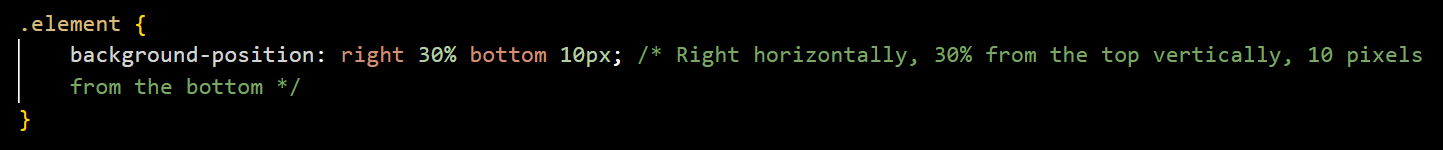 .element {
background-position: right 30% bottom 10px; /* Right horizontally, 30% from the top vertically, 10 pixels
from the bottom */
}